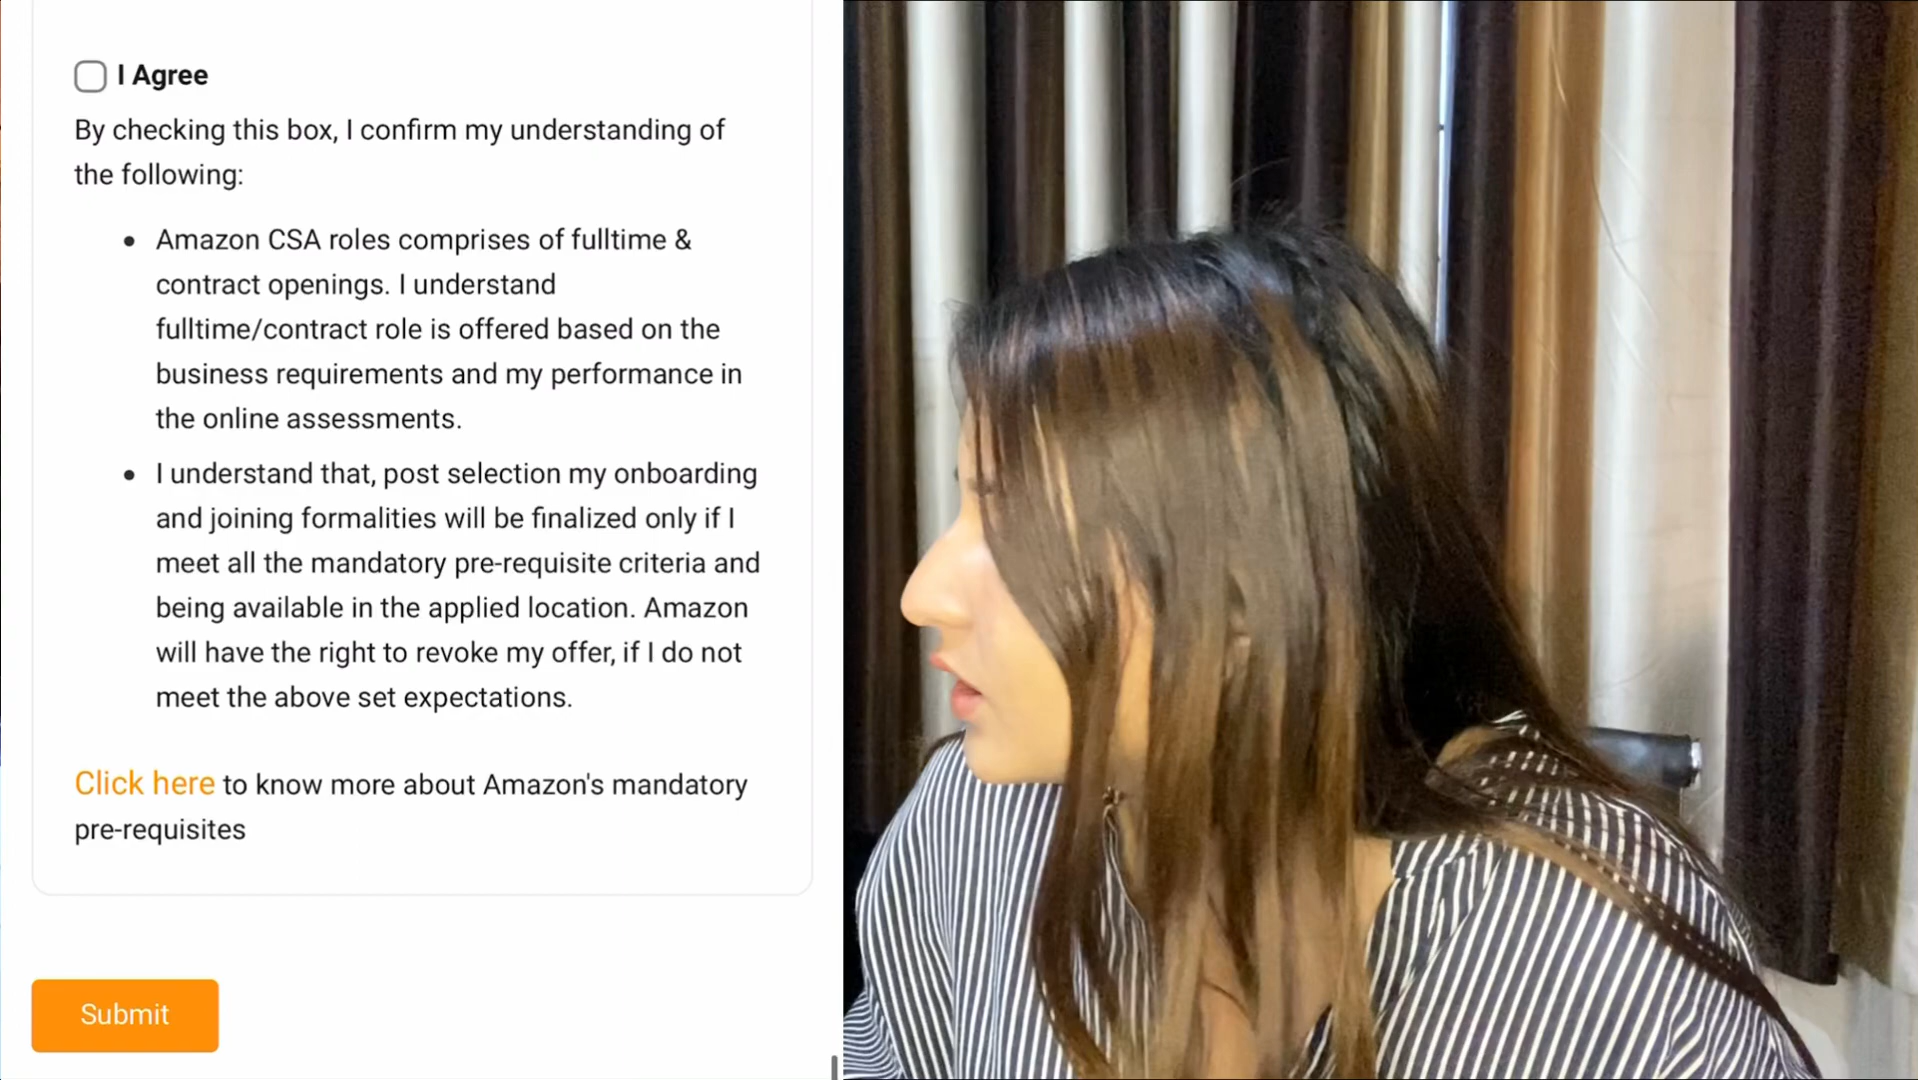 I Agree
By checking this box, I confirm my understanding of
the following:
• Amazon CSA roles comprises of fulltime &
contract openings. I understand
fulltime/contract role is offered based on the
business requirements and my performance in
the online assessments.
• I understand that, post selection my onboarding
and joining formalities will be finalized only if I
meet all the mandatory pre-requisite criteria and
being available in the applied location. Amazon
will have the right to revoke my offer, if I do not
meet the above set expectations.
Click here to know more about Amazon's mandatory
pre-requisites
Submit